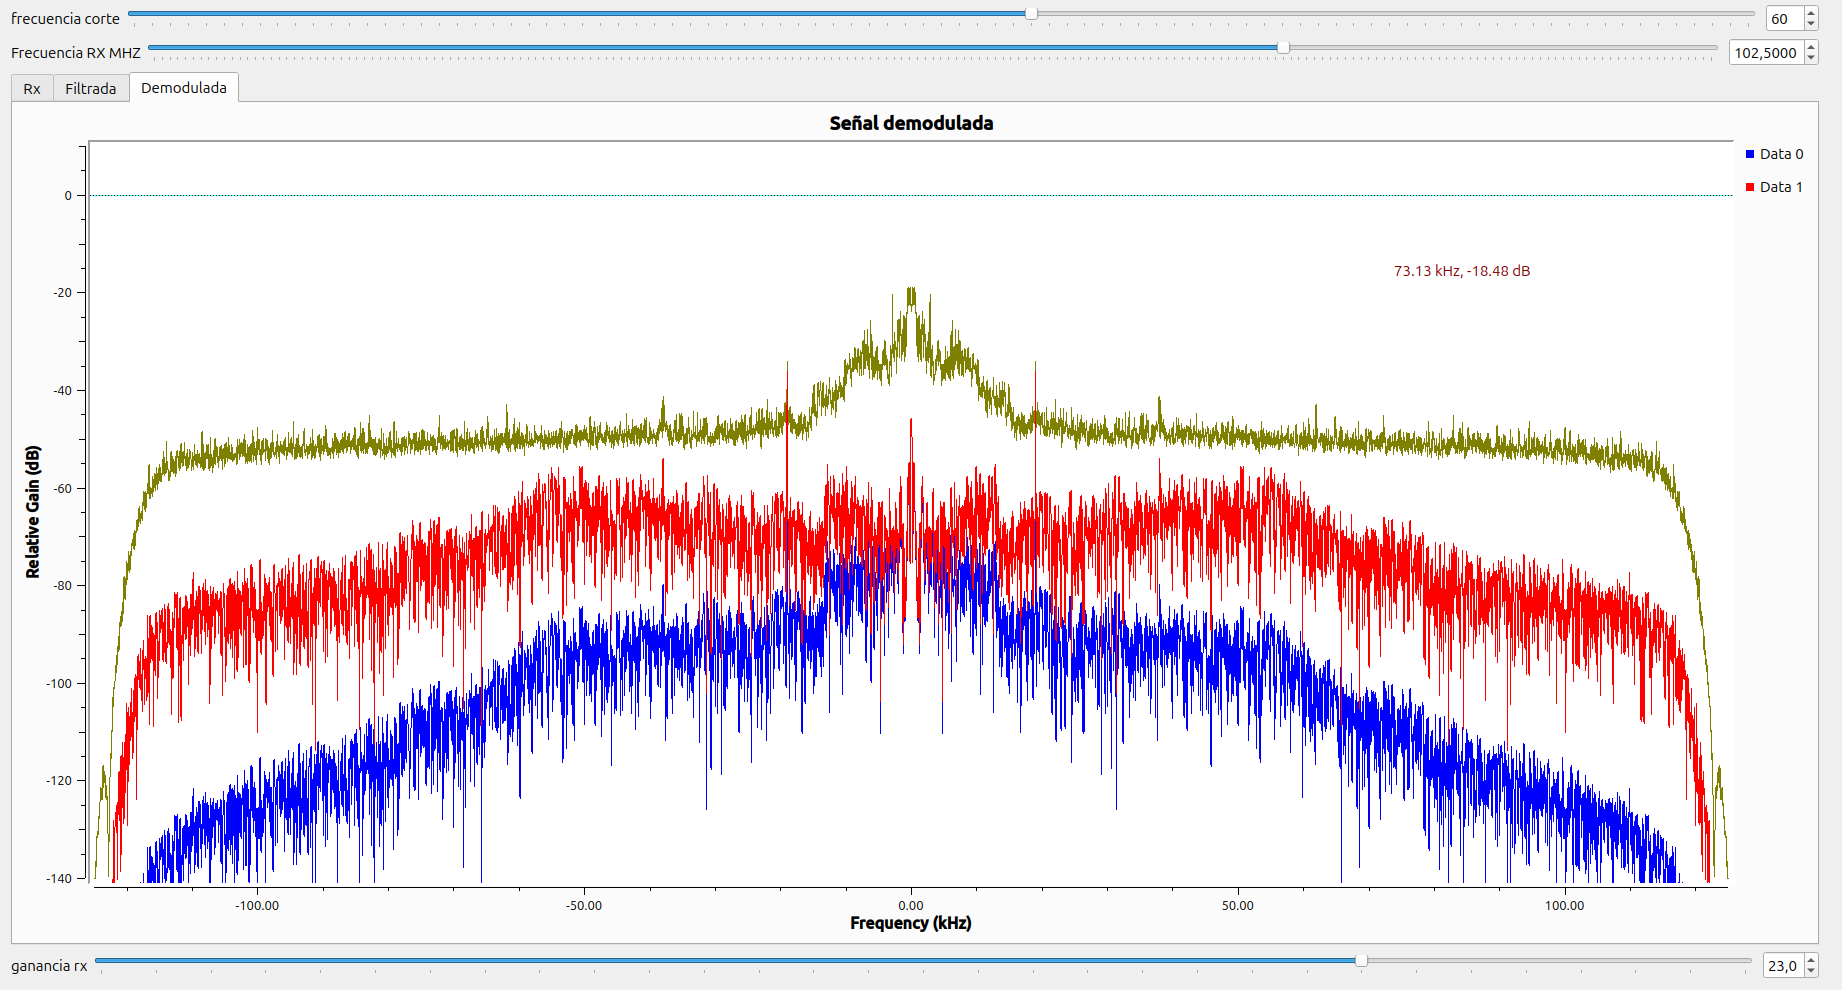 frecuencia corte 60
Frecuencia RX MHZ 102,5000
Rx Filtrada Demodulada
Señal demodulada
Data 0
Data 1
73.13 kHz, -18.48 dB
Relative Gain (dB)
0
-20
-40
-60
-80
-100
-120
-140
-100.00 -50.00 0.00 50.00 100.00
Frequency (kHz)
ganancia rx 23,0